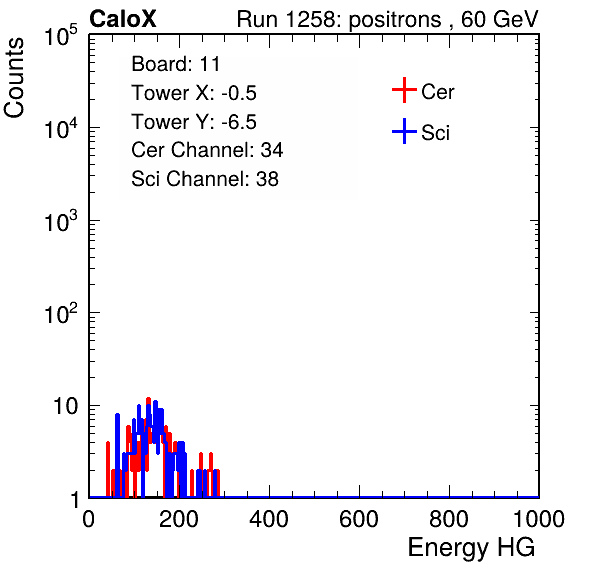 CaloX Run 1258: positrons , 60 GeV
Counts
10^5
10^4
10^3
10^2
10
1
Board: 11
Tower X: -0.5
Tower Y: -6.5
Cer Channel: 34
Sci Channel: 38
Cer
Sci
0 200 400 600 800 1000
Energy HG